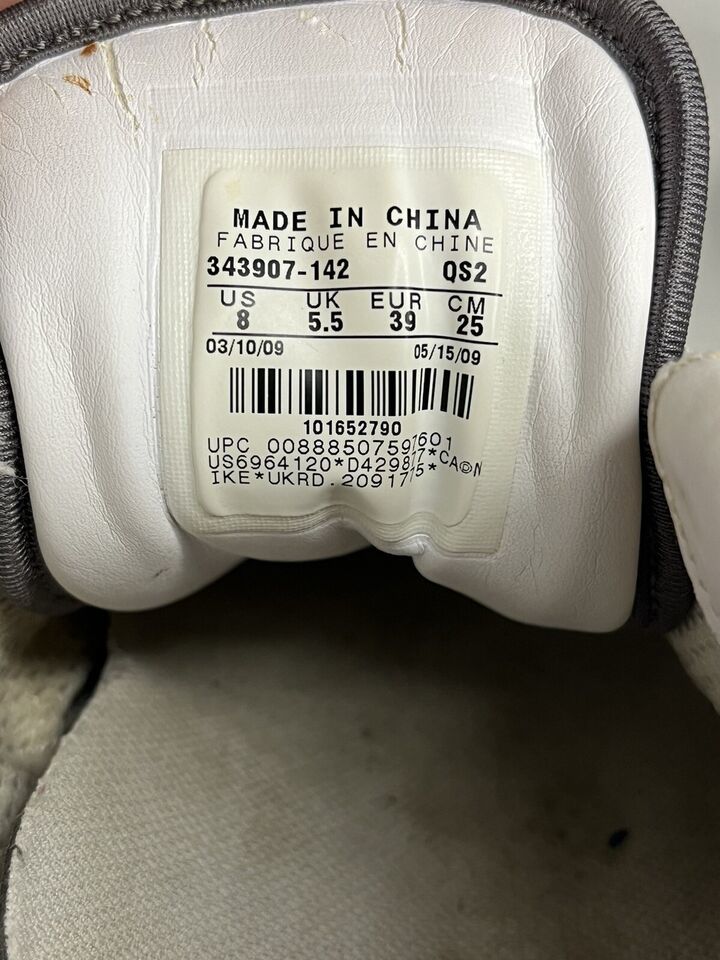 MADE IN CHINA
FABRIQUE EN CHINE
343907-142 QS2
US UK EUR CM
8 5.5 39 25
03/10/09 05/15/09
101652790
UPC 00888507597601
US6964120*D429877*CA©N
IKE*UKRD.2091775*